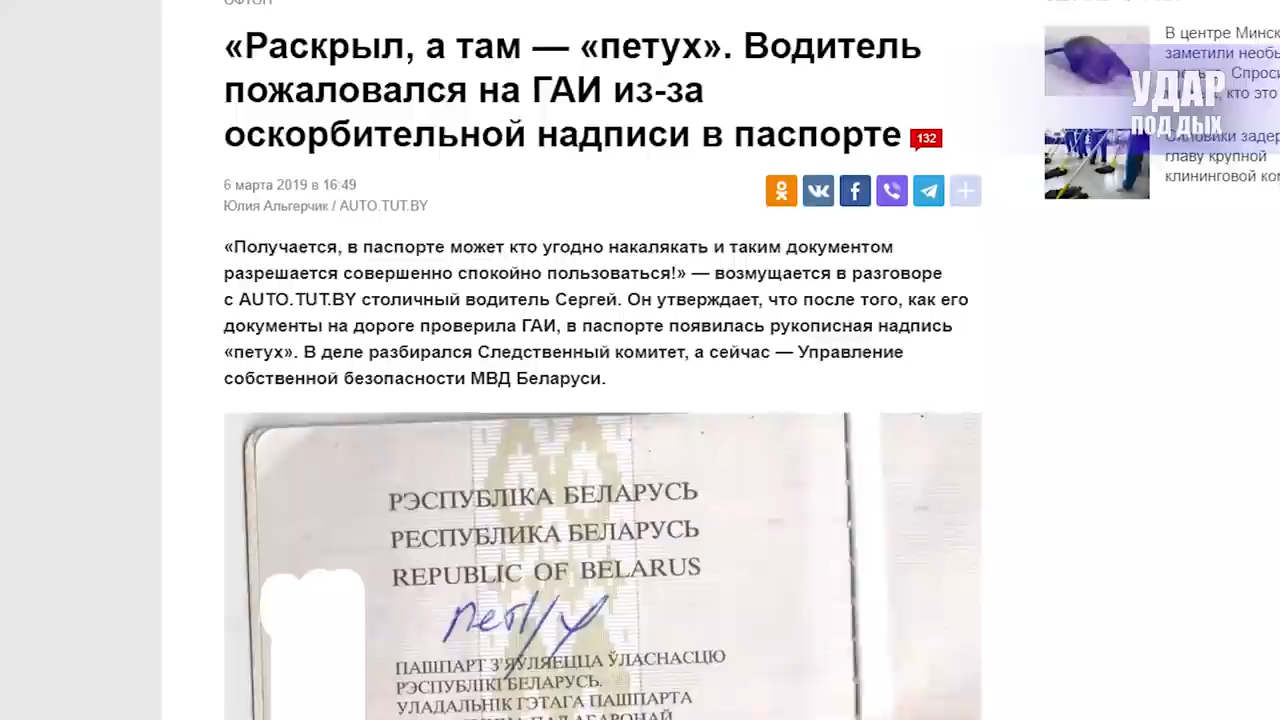 ОФТОП
«Раскрыл, а там — «петух». Водитель
пожаловался на ГАИ из-за
оскорбительной надписи в паспорте 132
6 марта 2019 в 16:49
Юлия Альгерчик / AUTO.TUT.BY
«Получается, в паспорте может кто угодно накалякать и таким документом
разрешается совершенно спокойно пользоваться!» — возмущается в разговоре
с AUTO.TUT.BY столичный водитель Сергей. Он утверждает, что после того, как его
документы на дороге проверила ГАИ, в паспорте появилась рукописная надпись
«петух». В деле разбирался Следственный комитет, а сейчас — Управление
собственной безопасности МВД Беларуси.
РЭСПУБЛІКА БЕЛАРУСЬ
РЕСПУБЛИКА БЕЛАРУСЬ
REPUBLIC OF BELARUS
петух
ПАШПАРТ З'ЯЎЛЯЕЦЦА ЎЛАСНАСЦЮ
РЭСПУБЛІКІ БЕЛАРУСЬ.
УЛАДАЛЬНІК ГЭТАГА ПАШПАРТА
ПАД АБАРОНАЙ
В центре Минск
заметили необы
Спроси
кто это
УДАР
ПОД ДЫХ
Силовики задер
главу крупной
клининговой ком